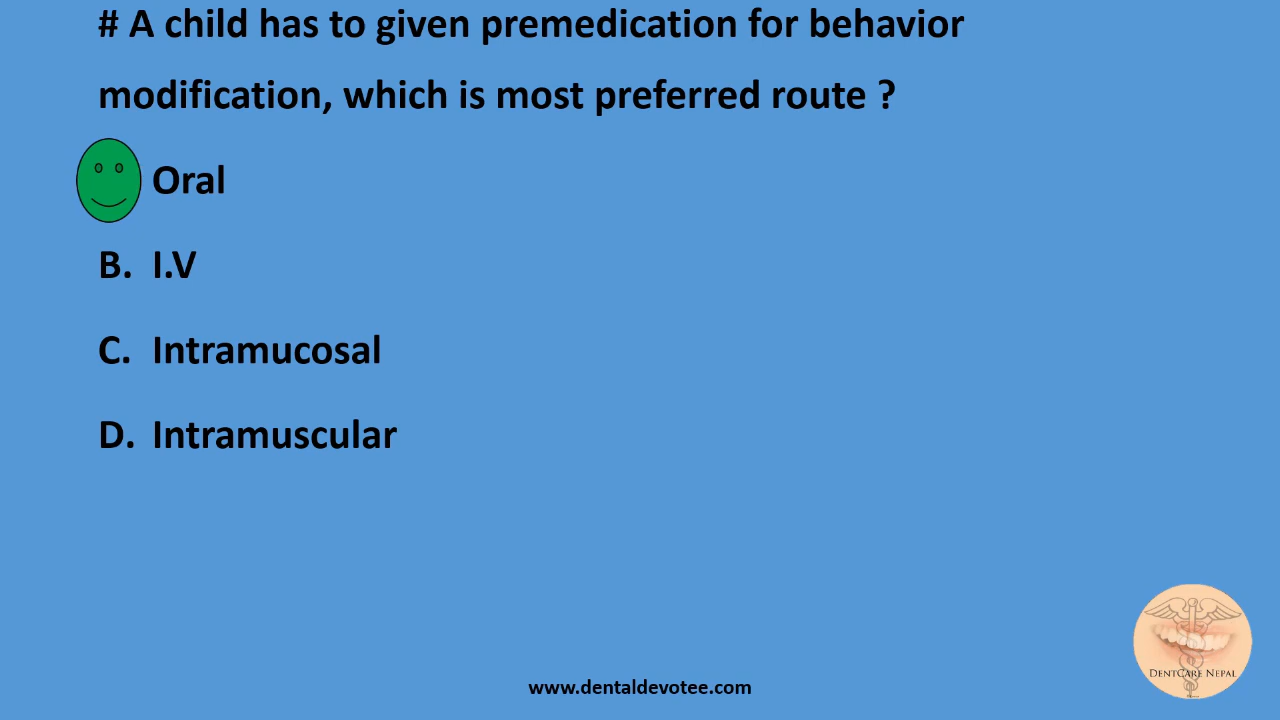 # A child has to given premedication for behavior
modification, which is most preferred route ?
Oral
B. I.V
C. Intramucosal
D. Intramuscular
DentCare Nepal
www.dentaldevotee.com